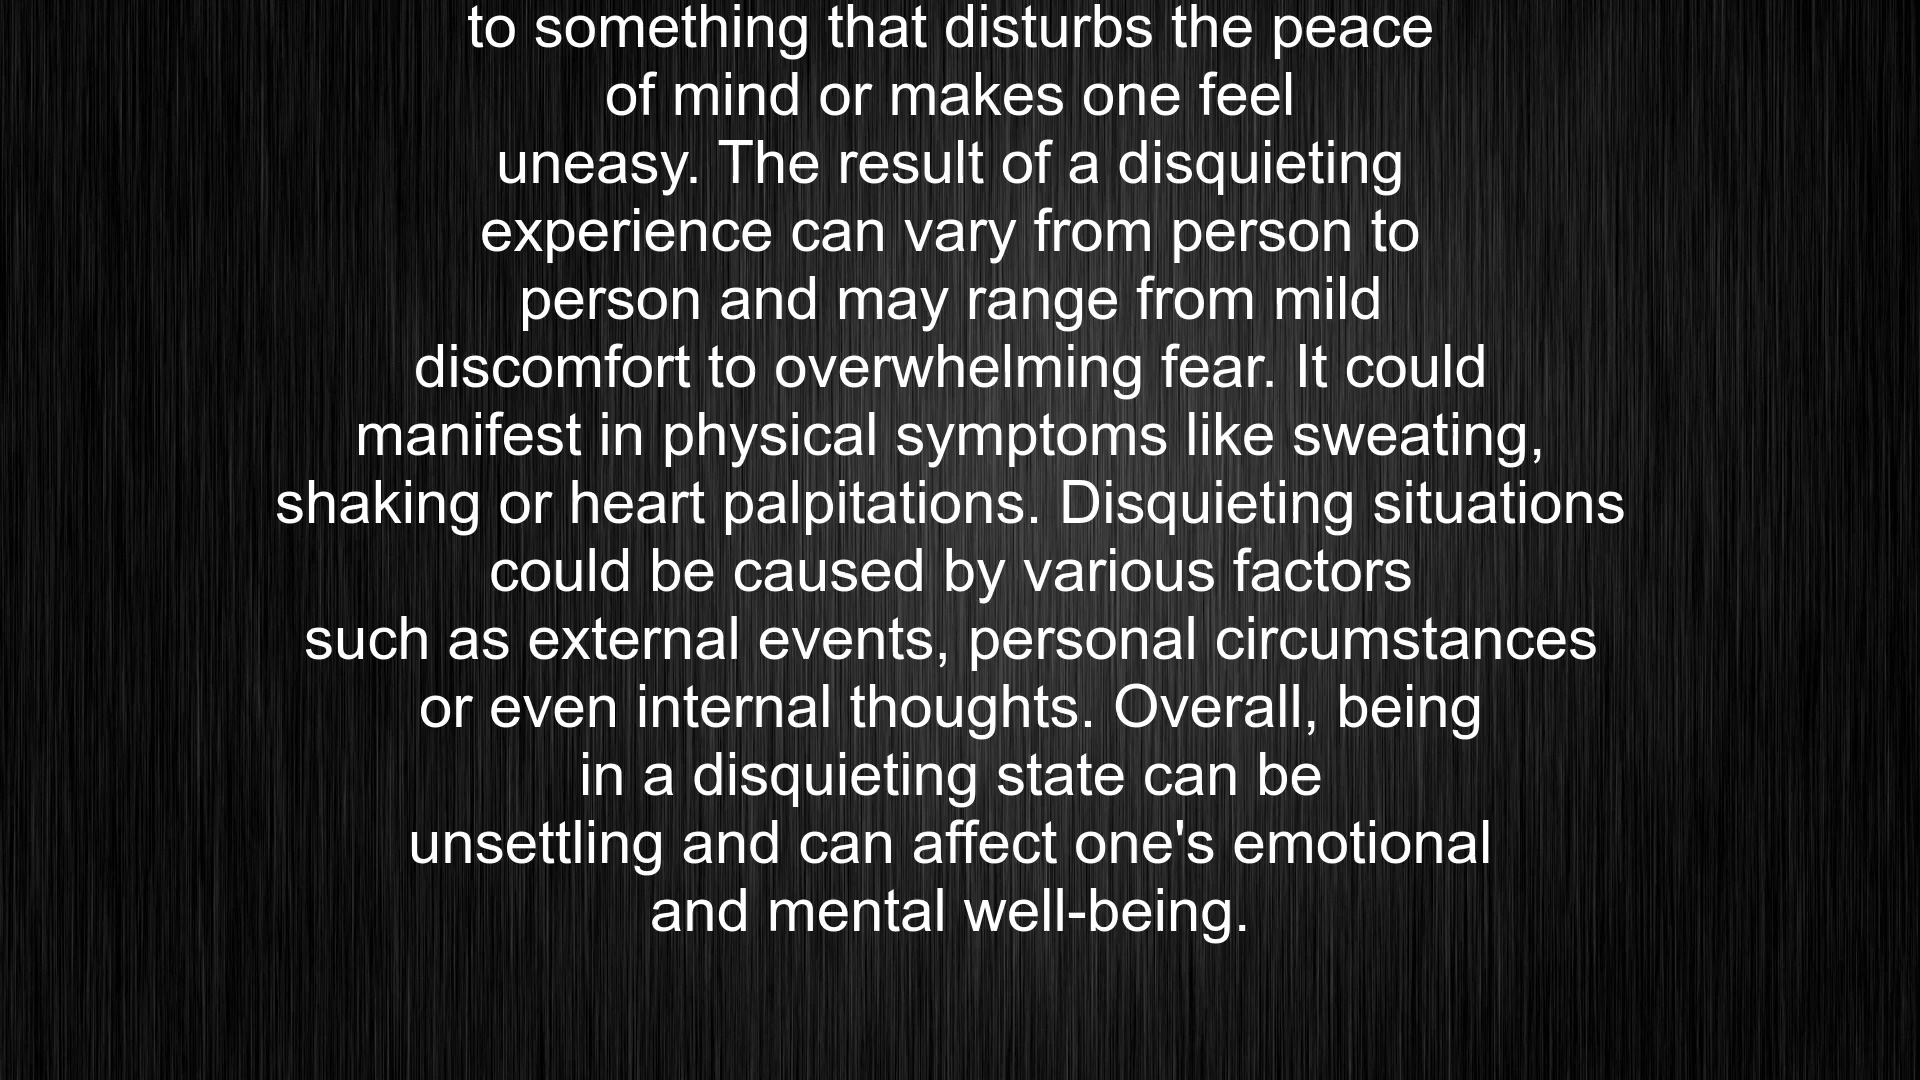 to something that disturbs the peace
of mind or makes one feel
uneasy. The result of a disquieting
experience can vary from person to
person and may range from mild
discomfort to overwhelming fear. It could
manifest in physical symptoms like sweating,
shaking or heart palpitations. Disquieting situations
could be caused by various factors
such as external events, personal circumstances
or even internal thoughts. Overall, being
in a disquieting state can be
unsettling and can affect one's emotional
and mental well-being.